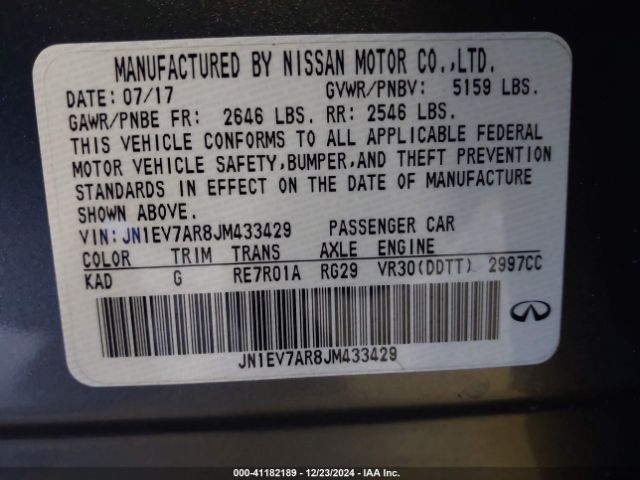 MANUFACTURED BY NISSAN MOTOR CO.,LTD.
DATE: 07/17 GVWR/PNBV: 5159 LBS.
GAWR/PNBE FR: 2646 LBS. RR: 2546 LBS.
THIS VEHICLE CONFORMS TO ALL APPLICABLE FEDERAL
MOTOR VEHICLE SAFETY,BUMPER,AND THEFT PREVENTION
STANDARDS IN EFFECT ON THE DATE OF MANUFACTURE
SHOWN ABOVE.
VIN:JN1EV7AR8JM433429 PASSENGER CAR
COLOR TRIM TRANS AXLE ENGINE
KAD G RE7R01A RG29 VR30(DDTT) 2997CC
JN1EV7AR8JM433429
000-41182189 - 12/23/2024 - IAA Inc.